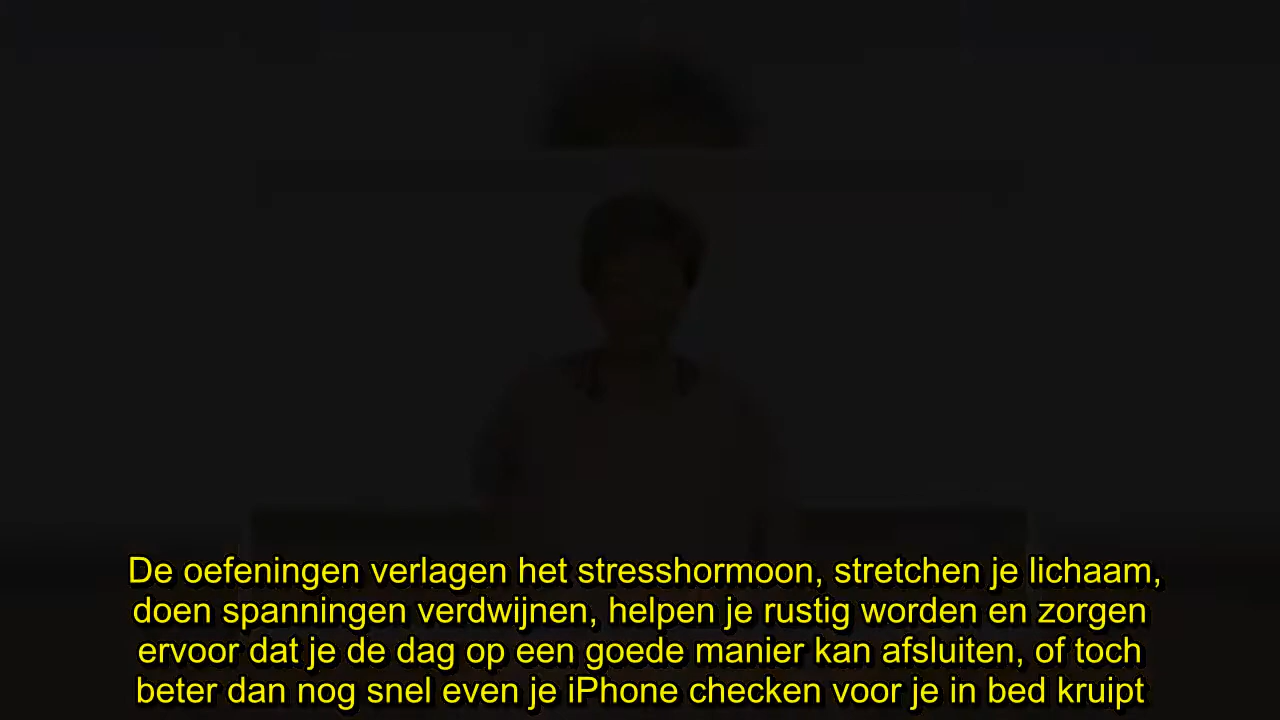 De oefeningen verlagen het stresshormoon, stretchen je lichaam,
doen spanningen verdwijnen, helpen je rustig worden en zorgen
ervoor dat je de dag op een goede manier kan afsluiten, of toch
beter dan nog snel even je iPhone checken voor je in bed kruipt